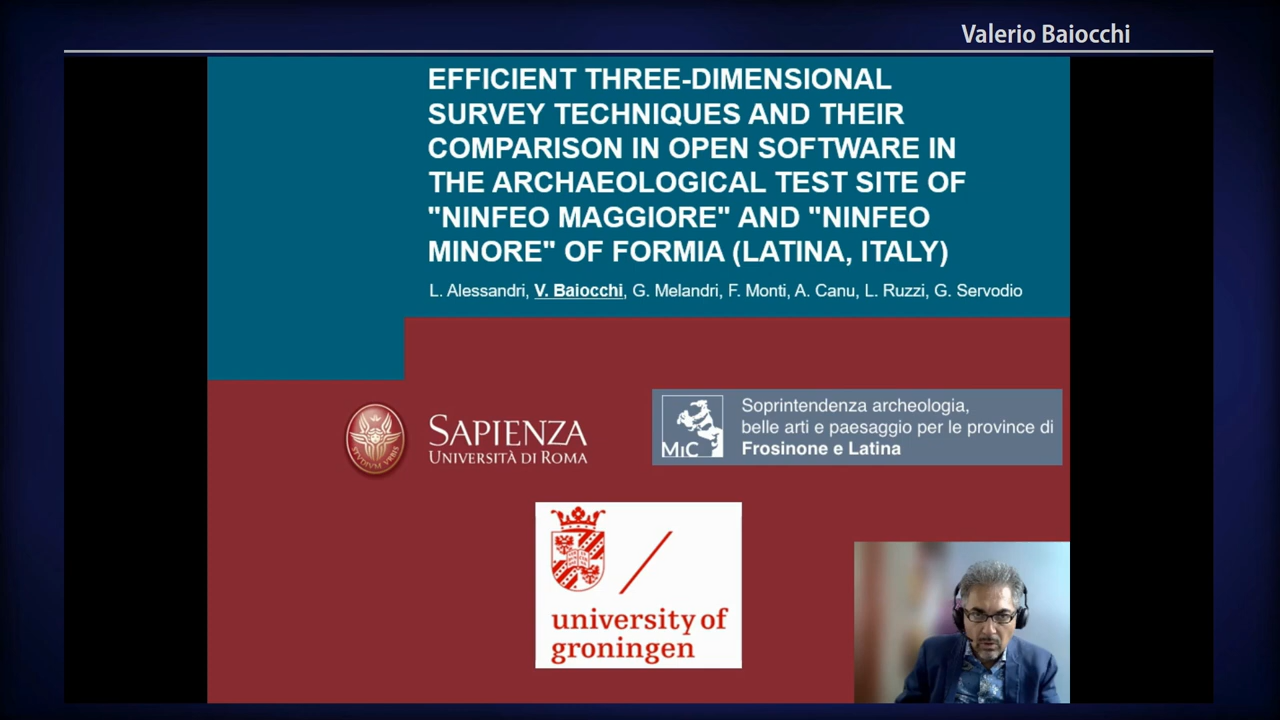 Valerio Baiocchi
EFFICIENT THREE-DIMENSIONAL
SURVEY TECHNIQUES AND THEIR
COMPARISON IN OPEN SOFTWARE IN
THE ARCHAEOLOGICAL TEST SITE OF
"NINFEO MAGGIORE" AND "NINFEO
MINORE" OF FORMIA (LATINA, ITALY)
L. Alessandri, V. Baiocchi, G. Melandri, F. Monti, A. Canu, L. Ruzzi, G. Servodio
STVDIVM VRBIS
SAPIENZA
UNIVERSITÀ DI ROMA
MiC
Soprintendenza archeologia,
belle arti e paesaggio per le province di
Frosinone e Latina
university of
groningen